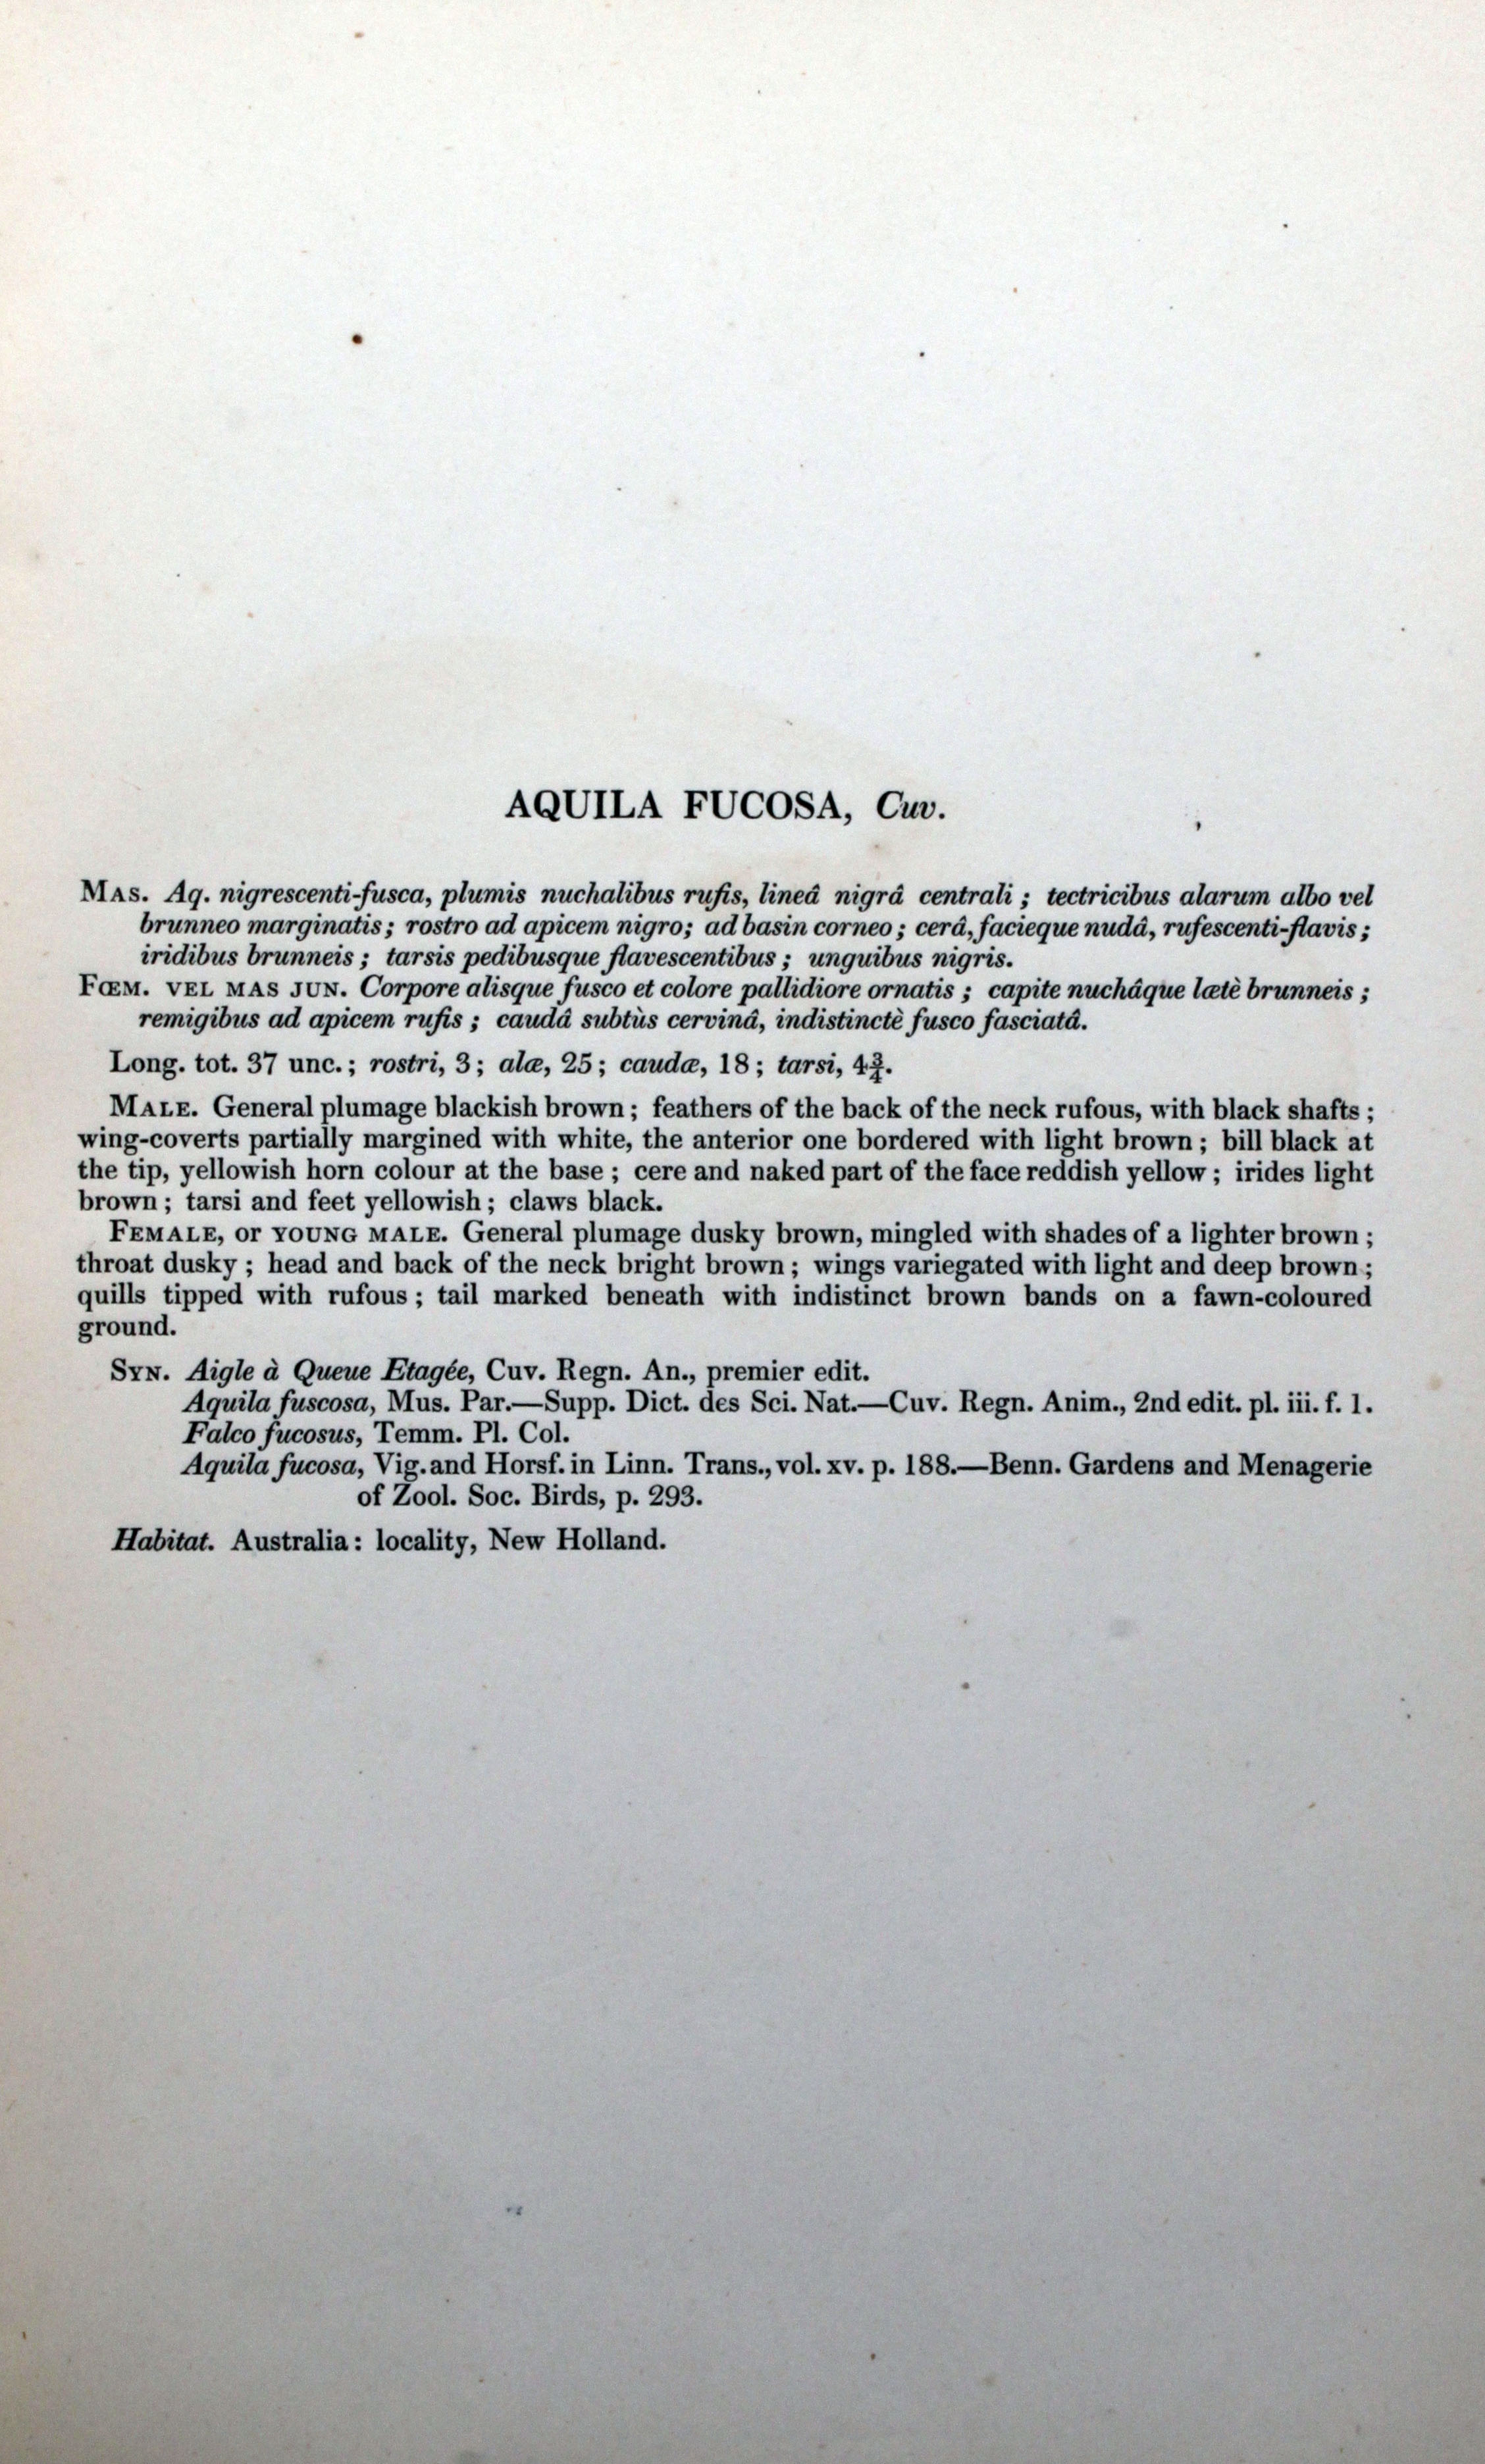 AQUILA FUCOSA, Cuv.
MAS. Aq. nigrescenti-fusca, plumis nuchalibus rufis, lineâ nigrâ centrali; tectricibus alarum albo vel
brunneo marginatis; rostro ad apicem nigro; ad basin corneo; cerâ, facieque nudâ, rufescenti-flavis;
iridibus brunneis; tarsis pedibusque flavescentibus; unguibus nigris.
FŒM. VEL MAS JUN. Corpore alisque fusco et colore pallidiore ornatis; capite nuchâque lætè brunneis;
remigibus ad apicem rufis; caudâ subtùs cervinâ, indistinctè fusco fasciatâ.
Long. tot. 37 unc.; rostri, 3; alæ, 25; caudæ, 18; tarsi,
MALE. General plumage blackish brown; feathers of the back of the neck rufous, with black shafts;
wing-coverts partially margined with white, the anterior one bordered with light brown; bill black at
the tip, yellowish horn colour at the base; cere and naked part of the face reddish yellow; irides light
brown; tarsi and feet yellowish; claws black.
FEMALE, or YOUNG MALE. General plumage dusky brown, mingled with shades of a lighter brown;
throat dusky; head and back of the neck bright brown; wings variegated with light and deep brown;
quills tipped with rufous; tail marked beneath with indistinct brown bands on a fawn-coloured
ground.
SYN. Aigle à Queue Etagée, Cuv. Regn. An., premier edit.
Aquila fuscosa, Mus. Par.—Supp. Dict. des Sci. Nat.—Cuv. Regn. Anim., 2nd edit. pl. iii. f. 1.
Falco fucosus, Temm. Pl. Col.
Aquila fucosa, Vig. and Horsf. in Linn. Trans., vol. xv. p. 188.—Benn. Gardens and Menagerie
of Zool. Soc. Birds, p. 293.
Habitat. Australia: locality, New Holland.